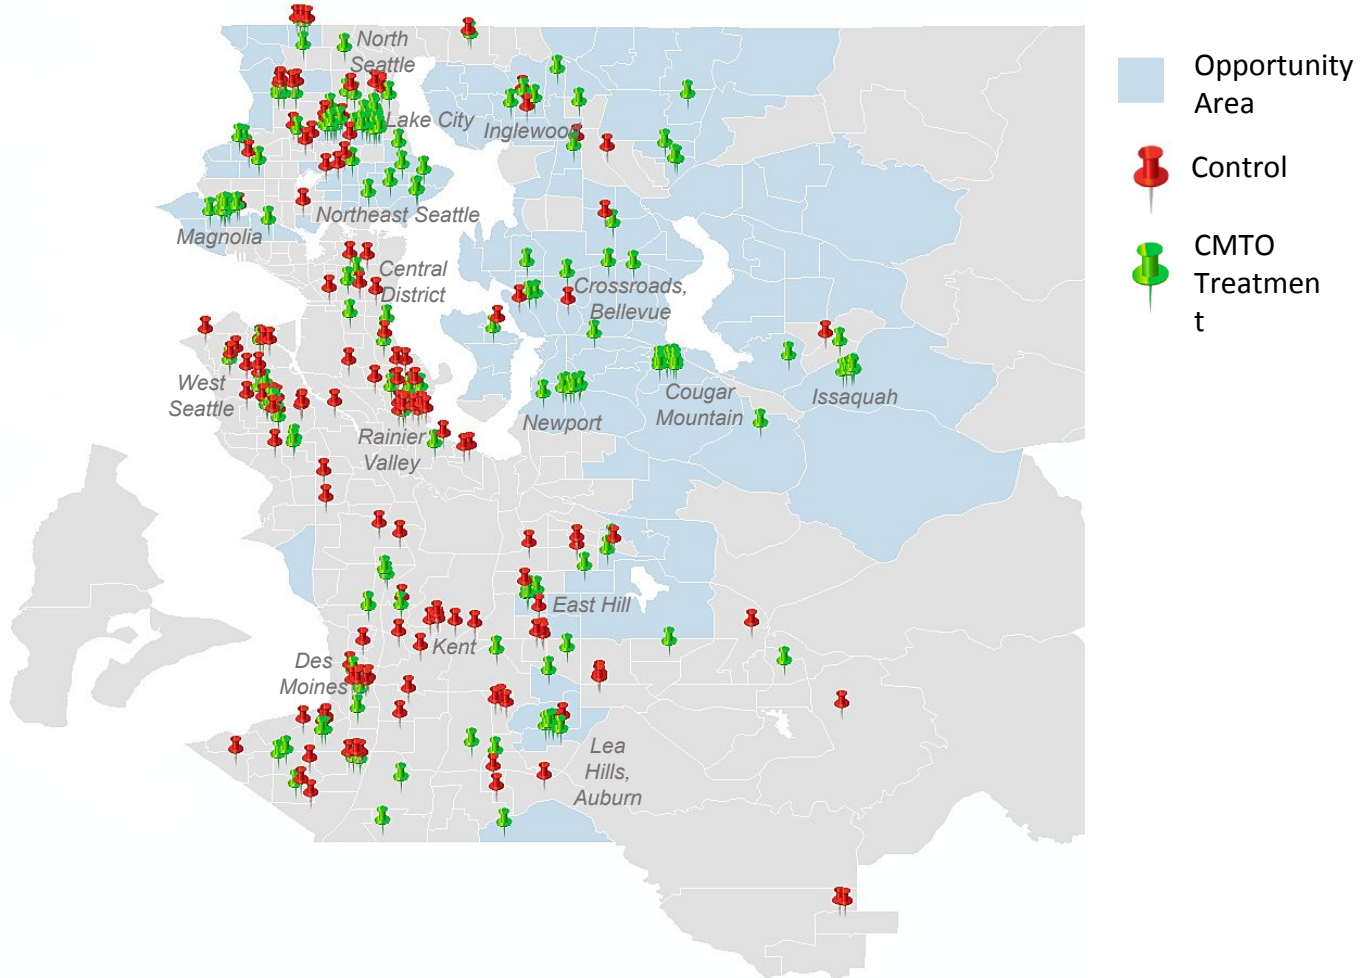 North
Seattle
Lake City
Inglewood
Northeast Seattle
Magnolia
Central
District
Crossroads,
Bellevue
West
Seattle
Rainier
Valley
Newport
Cougar
Mountain
Issaquah
East Hill
Kent
Des
Moines
Lea
Hills,
Auburn
Opportunity
Area
Control
CMTO
Treatmen
t